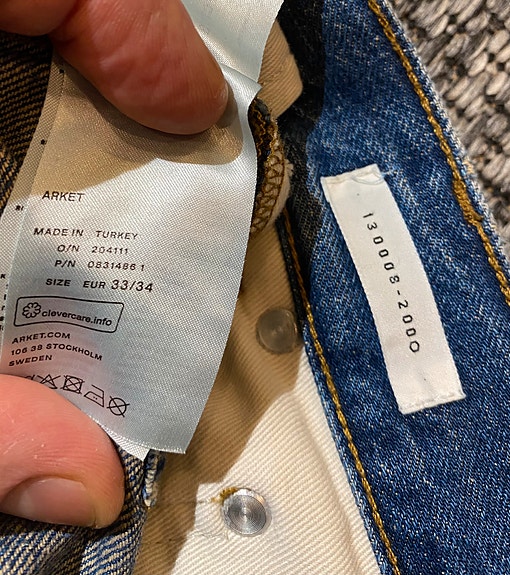 ARKET
MADE IN TURKEY
O/N 204111
P/N 0831486 1
SIZE EUR 33/34
clevercare.info
ARKET.COM
106 38 STOCKHOLM
SWEDEN
130008-2000